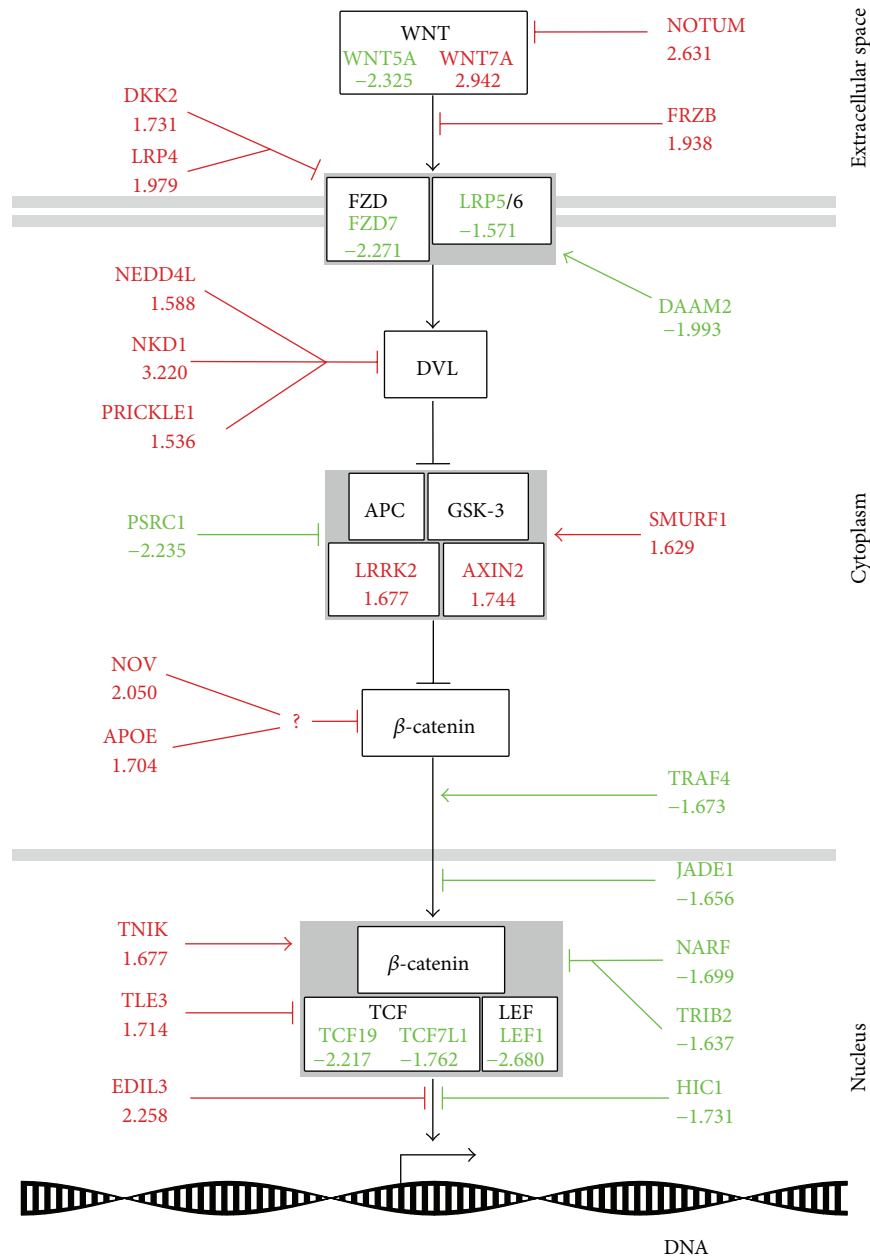 WNT
WNT5A WNT7A
−2.325 2.942
NOTUM
2.631
Extracellular space
DKK2
1.731
LRP4
1.979
FRZB
1.938
FZD
FZD7
−2.271
LRP5/6
−1.571
DAAM2
−1.993
NEDD4L
1.588
NKD1
3.220
PRICKLE1
1.536
DVL
Cytoplasm
APC
GSK-3
LRRK2
1.677
AXIN2
1.744
PSRC1
−2.235
SMURF1
1.629
NOV
2.050
APOE
1.704
?
β-catenin
TRAF4
−1.673
JADE1
−1.656
TNIK
1.677
TLE3
1.714
β-catenin
TCF
TCF19 TCF7L1
−2.217 −1.762
LEF
LEF1
−2.680
NARF
−1.699
TRIB2
−1.637
Nucleus
EDIL3
2.258
HIC1
−1.731
DNA